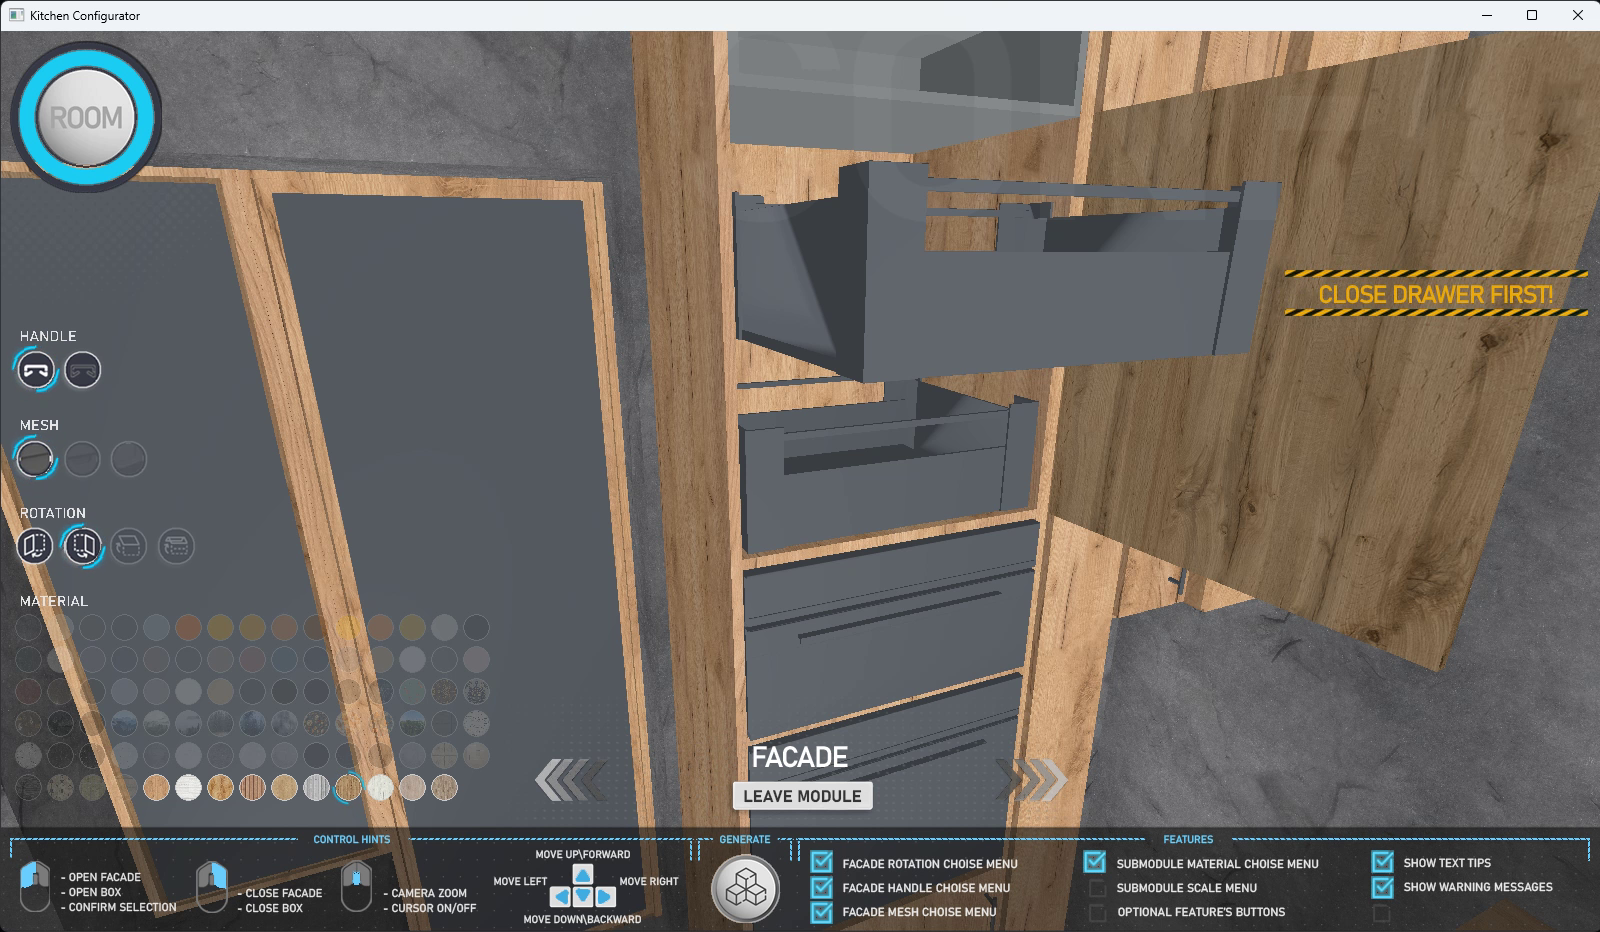 Kitchen Configurator
ROOM
CLOSE DRAWER FIRST!
HANDLE
MESH
ROTATION
MATERIAL
FACADE
LEAVE MODULE
CONTROL HINTS
- OPEN FACADE
- OPEN BOX
- CONFIRM SELECTION
- CLOSE FACADE
- CLOSE BOX
- CAMERA ZOOM
- CURSOR ON/OFF
MOVE UP\FORWARD
MOVE LEFT
MOVE RIGHT
MOVE DOWN\BACKWARD
GENERATE
FEATURES
FACADE ROTATION CHOISE MENU
FACADE HANDLE CHOISE MENU
FACADE MESH CHOISE MENU
SUBMODULE MATERIAL CHOISE MENU
SUBMODULE SCALE MENU
OPTIONAL FEATURE'S BUTTONS
SHOW TEXT TIPS
SHOW WARNING MESSAGES